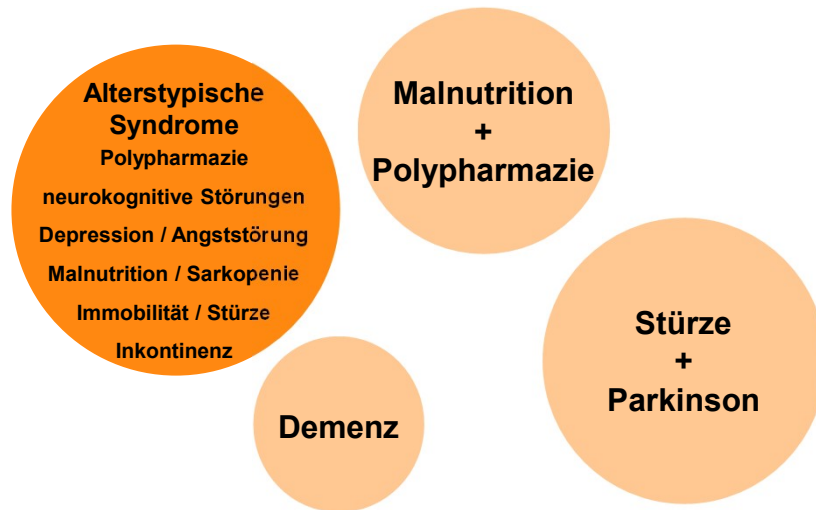 Alterstypische
Syndrome
Polypharmazie
neurokognitive Störungen
Depression / Angststörung
Malnutrition / Sarkopenie
Immobilität / Stürze
Inkontinenz
Malnutrition
+
Polypharmazie
Stürze
+
Parkinson
Demenz